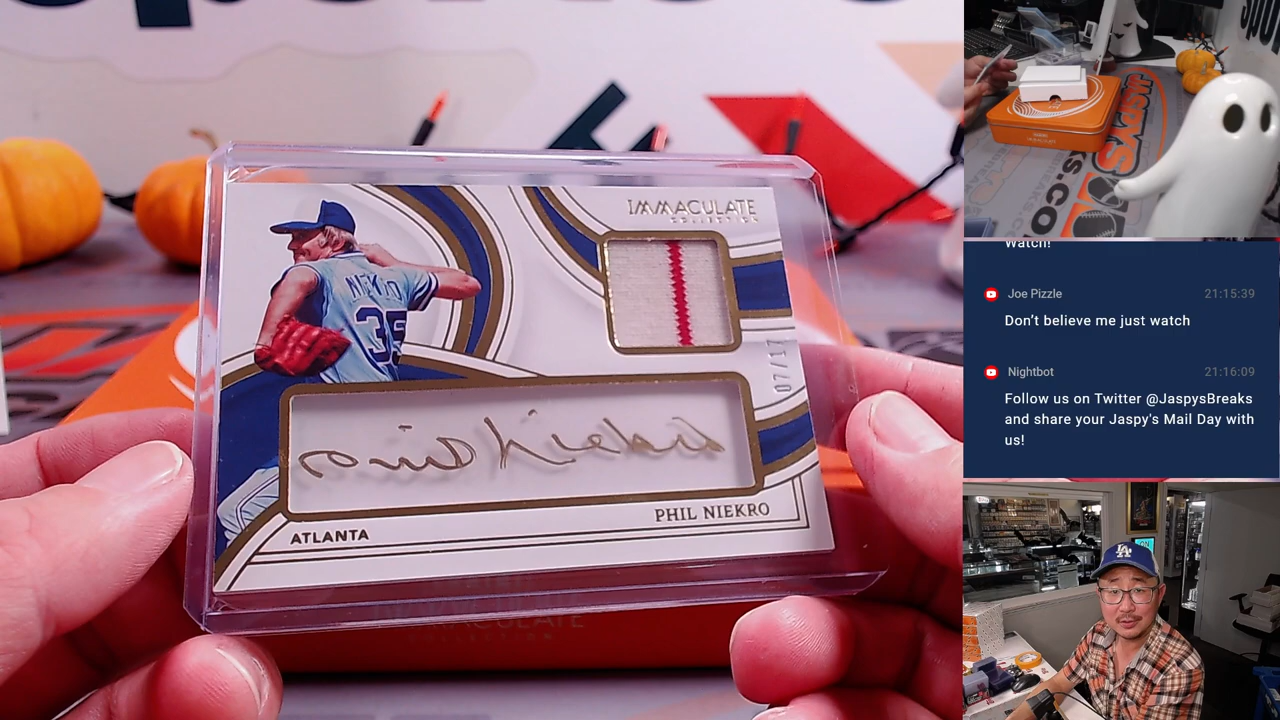 IMMACULATE
COLLECTION
NIEKRO
35
07/17
Phil Niekro
ATLANTA
PHIL NIEKRO
JASPYS
Watch!
Joe Pizzle 21:15:39
Don’t believe me just watch
Nightbot 21:16:09
Follow us on Twitter @JaspysBreaks
and share your Jaspy's Mail Day with
us!
LA